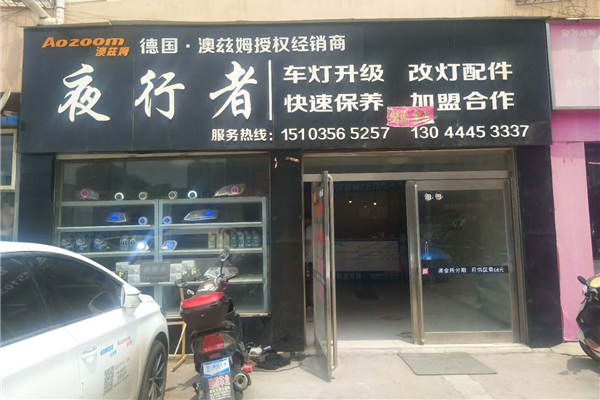 Aozoom
澳兹姆
德国·澳兹姆授权经销商
夜行者
车灯升级 改灯配件
快速保养 加盟合作
服务热线：15103565257 130 4445 3337